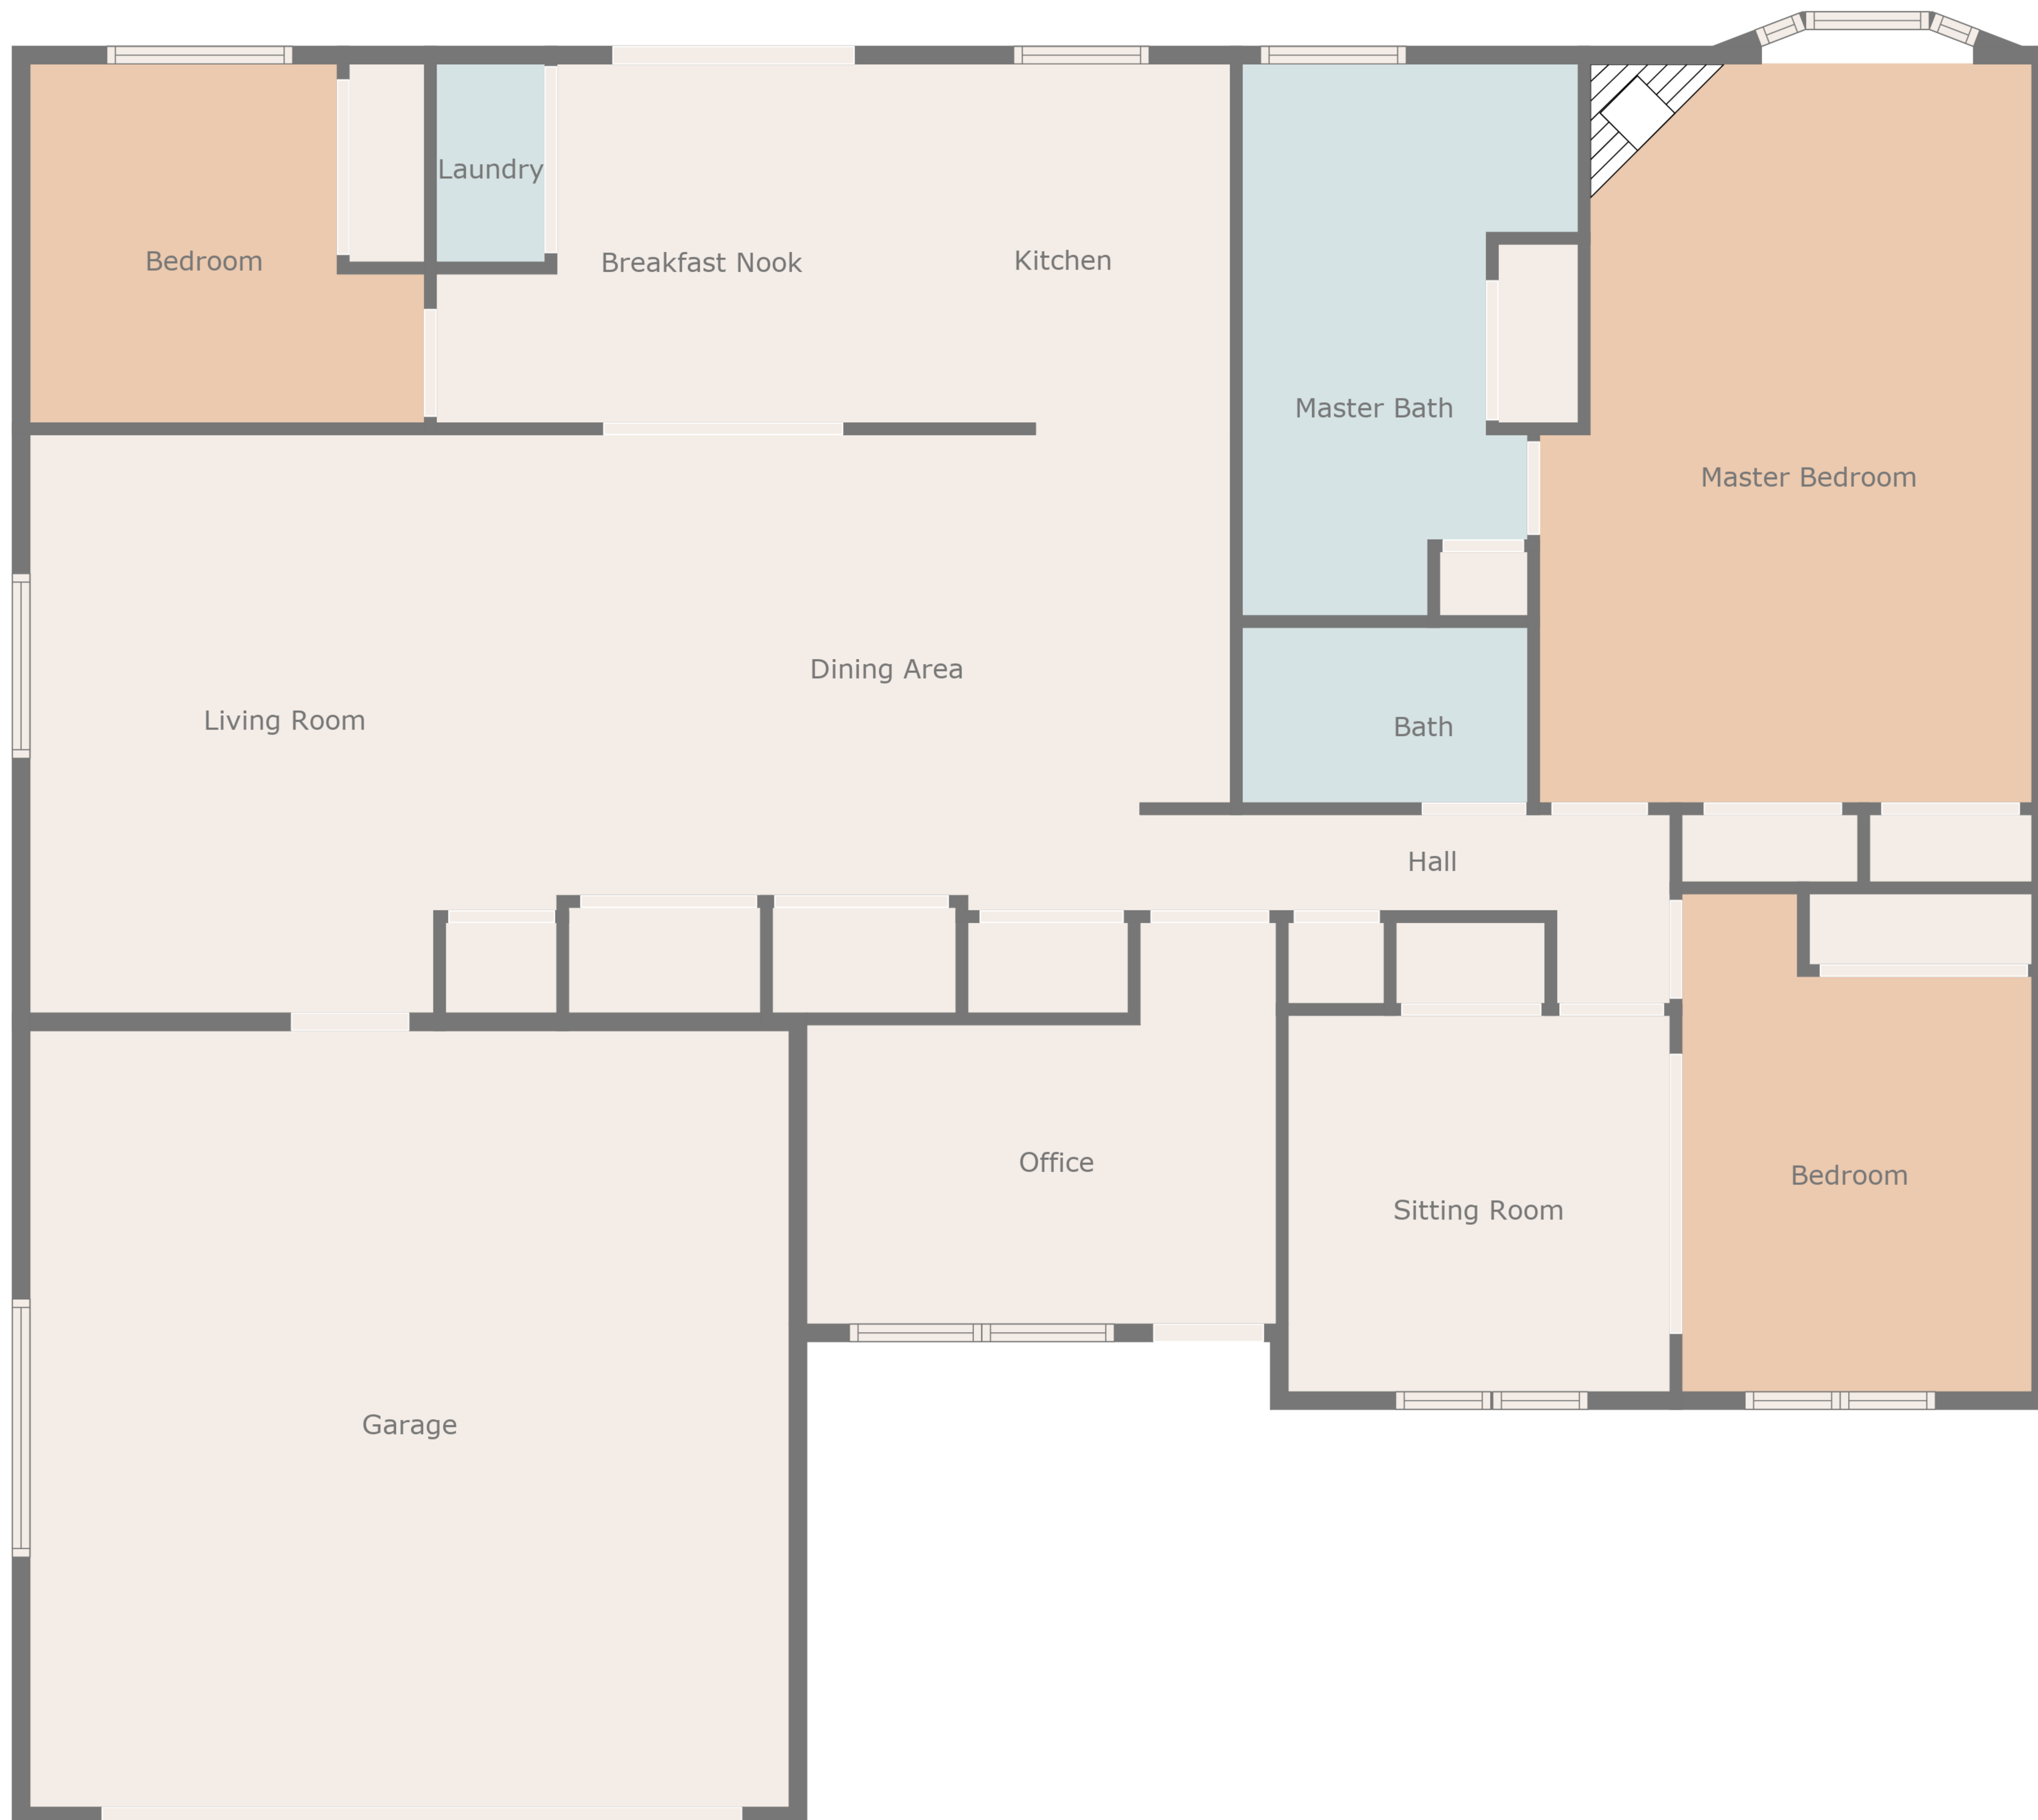 Laundry
Bedroom
Breakfast Nook
Kitchen
Master Bath
Master Bedroom
Dining Area
Living Room
Bath
Hall
Office
Bedroom
Sitting Room
Garage